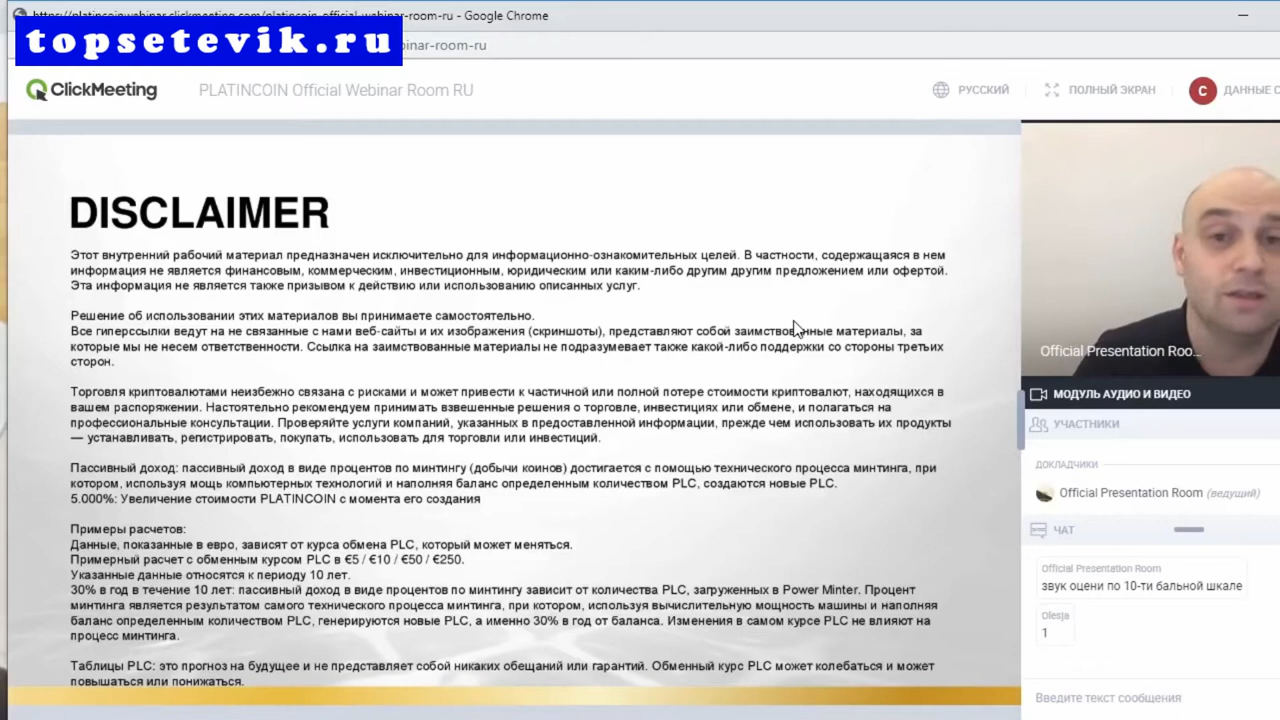 https://platincoinwebinar.clickmeeting.com/platincoin-official-webinar-room-ru - Google Chrome
topsetevik.ru
inar-room-ru
ClickMeeting
PLATINCOIN Official Webinar Room RU
РУССКИЙ
ПОЛНЫЙ ЭКРАН
C
ДАННЫЕ С
DISCLAIMER
Этот внутренний рабочий материал предназначен исключительно для информационно-ознакомительных целей. В частности, содержащаяся в нем
информация не является финансовым, коммерческим, инвестиционным, юридическим или каким-либо другим другим предложением или офертой.
Эта информация не является также призывом к действию или использованию описанных услуг.
Решение об использовании этих материалов вы принимаете самостоятельно.
Все гиперссылки ведут на не связанные с нами веб-сайты и их изображения (скриншоты), представляют собой заимствованные материалы, за
которые мы не несем ответственности. Ссылка на заимствованные материалы не подразумевает также какой-либо поддержки со стороны третьих
сторон.
Торговля криптовалютами неизбежно связана с рисками и может привести к частичной или полной потере стоимости криптовалют, находящихся в
вашем распоряжении. Настоятельно рекомендуем принимать взвешенные решения о торговле, инвестициях или обмене, и полагаться на
профессиональные консультации. Проверяйте услуги компаний, указанных в предоставленной информации, прежде чем использовать их продукты
— устанавливать, регистрировать, покупать, использовать для торговли или инвестиций.
Пассивный доход: пассивный доход в виде процентов по минтингу (добычи коинов) достигается с помощью технического процесса минтинга, при
котором, используя мощь компьютерных технологий и наполняя баланс определенным количеством PLC, создаются новые PLC.
5.000%: Увеличение стоимости PLATINCOIN с момента его создания
Примеры расчетов:
Данные, показанные в евро, зависят от курса обмена PLC, который может меняться.
Примерный расчет с обменным курсом PLC в €5 / €10 / €50 / €250.
Указанные данные относятся к периоду 10 лет.
30% в год в течение 10 лет: пассивный доход в виде процентов по минтингу зависит от количества PLC, загруженных в Power Minter. Процент
минтинга является результатом самого технического процесса минтинга, при котором, используя вычислительную мощность машины и наполняя
баланс определенным количеством PLC, генерируются новые PLC, а именно 30% в год от баланса. Изменения в самом курсе PLC не влияют на
процесс минтинга.
Таблицы PLC: это прогноз на будущее и не представляет собой никаких обещаний или гарантий. Обменный курс PLC может колебаться и может
повышаться или понижаться.
Official Presentation Roo...
МОДУЛЬ АУДИО И ВИДЕО
УЧАСТНИКИ
ДОКЛАДЧИКИ
Official Presentation Room (ведущий)
ЧАТ
Official Presentation Room
звук оцени по 10-ти бальной шкале
Olesja
1
Введите текст сообщения